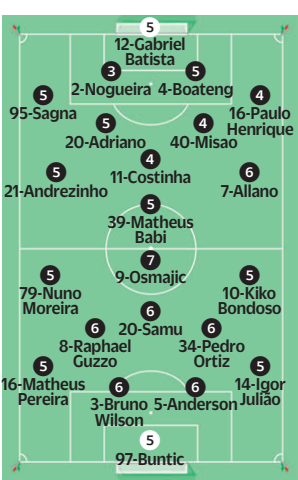 5
12-Gabriel
Batista
3
2-Nogueira
5
4-Boateng
5
95-Sagna
4
16-Paulo
Henrique
5
20-Adriano
4
40-Misao
4
11-Costinha
5
21-Andrezinho
6
7-Allano
5
39-Matheus
Babi
7
9-Osmajic
5
79-Nuno
Moreira
5
10-Kiko
Bondoso
6
20-Samu
6
8-Raphael
Guzzo
6
34-Pedro
Ortiz
5
16-Matheus
Pereira
5
14-Igor
Julião
6
3-Bruno
Wilson
6
5-Anderson
5
97-Buntic